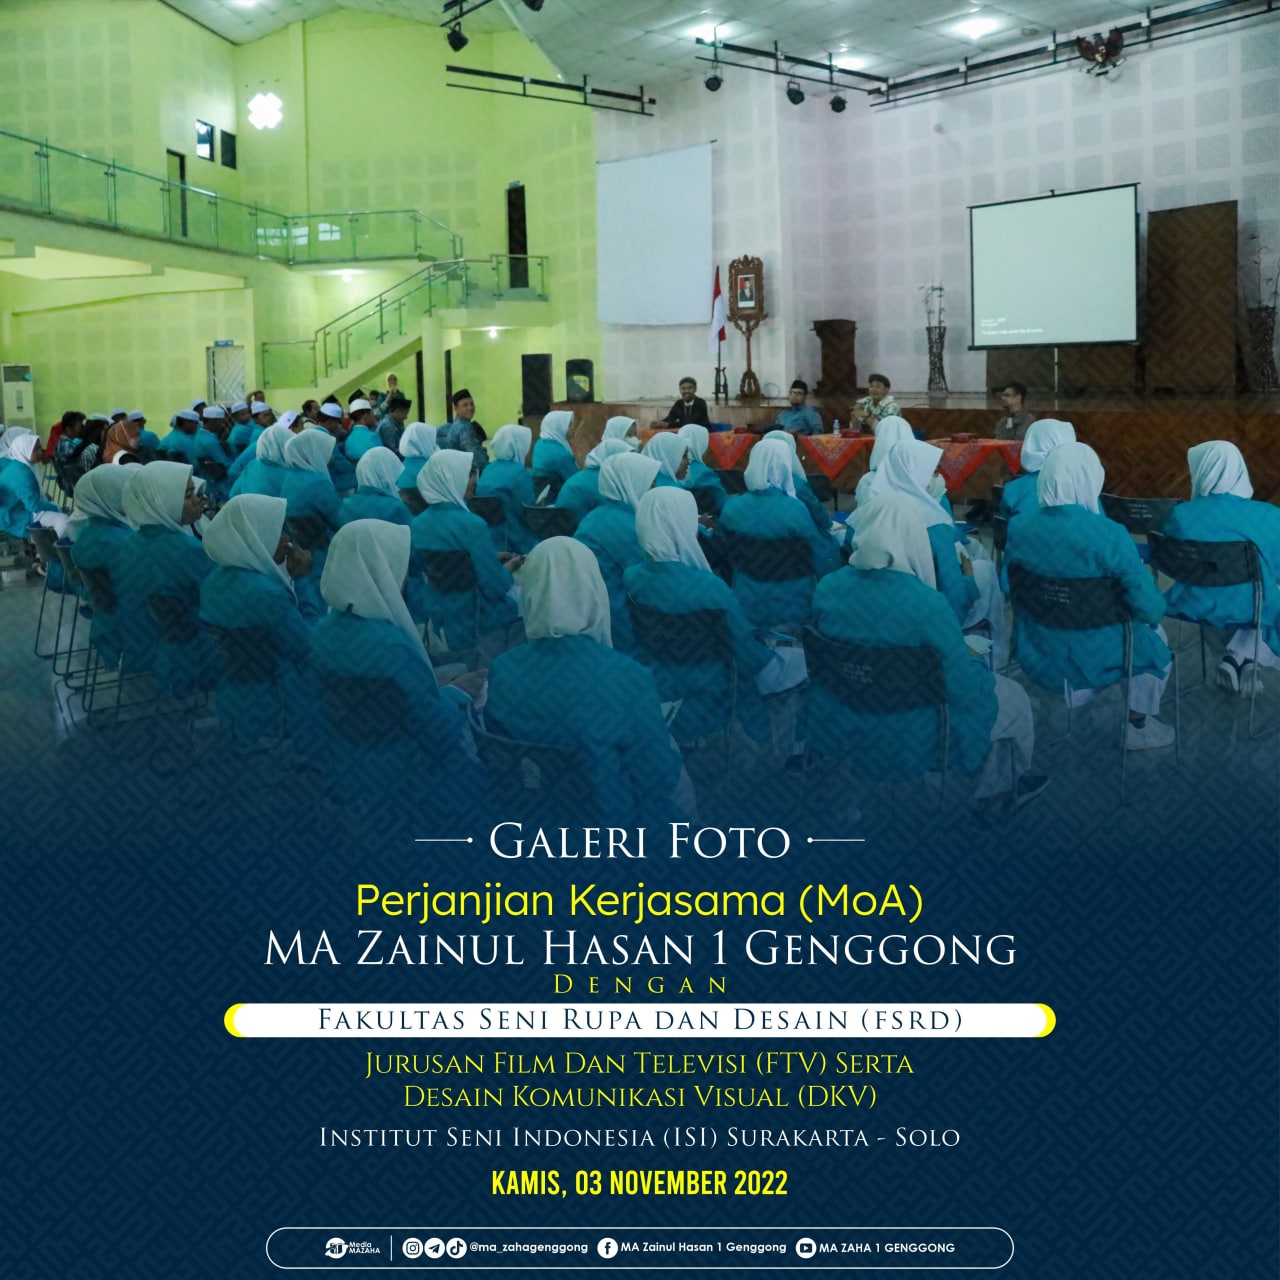 GALERI FOTO
Perjanjian Kerjasama (MoA)
MA ZAINUL HASAN 1 GENGGONG
DENGAN
FAKULTAS SENI RUPA DAN DESAIN (FSRD)
JURUSAN FILM DAN TELEVISI (FTV) SERTA
DESAIN KOMUNIKASI VISUAL (DKV)
INSTITUT SENI INDONESIA (ISI) SURAKARTA - SOLO
KAMIS, 03 NOVEMBER 2022
Media MAZAHA @ma_zahagenggong MA Zainul Hasan 1 Genggong MA ZAHA 1 GENGGONG